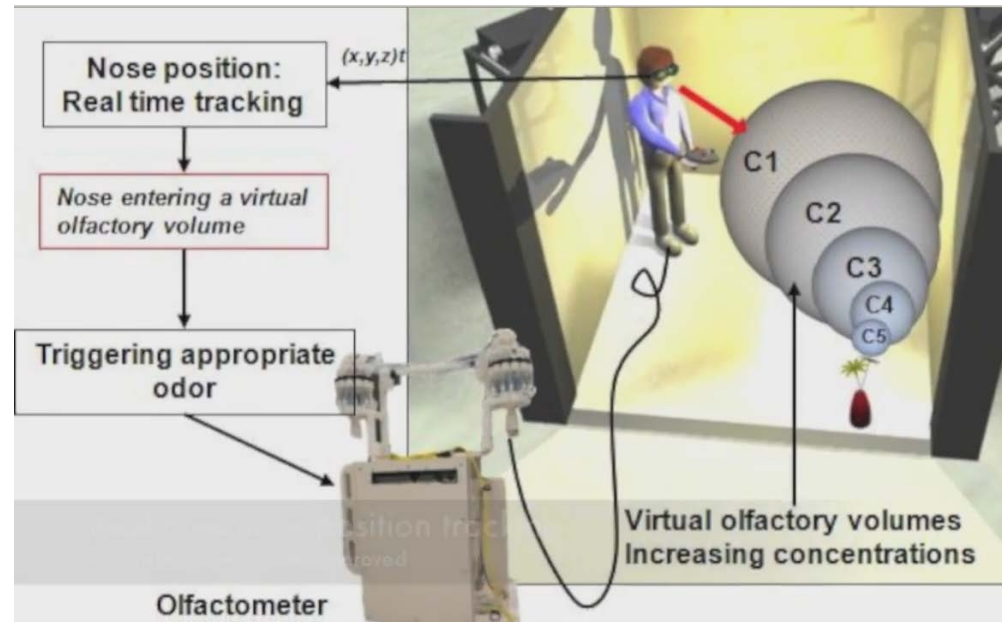 Nose position:
Real time tracking
(x,y,z)t
Nose entering a virtual
olfactory volume
Triggering appropriate
odor
Olfactometer
C1
C2
C3
C4
C5
Virtual olfactory volumes
Increasing concentrations